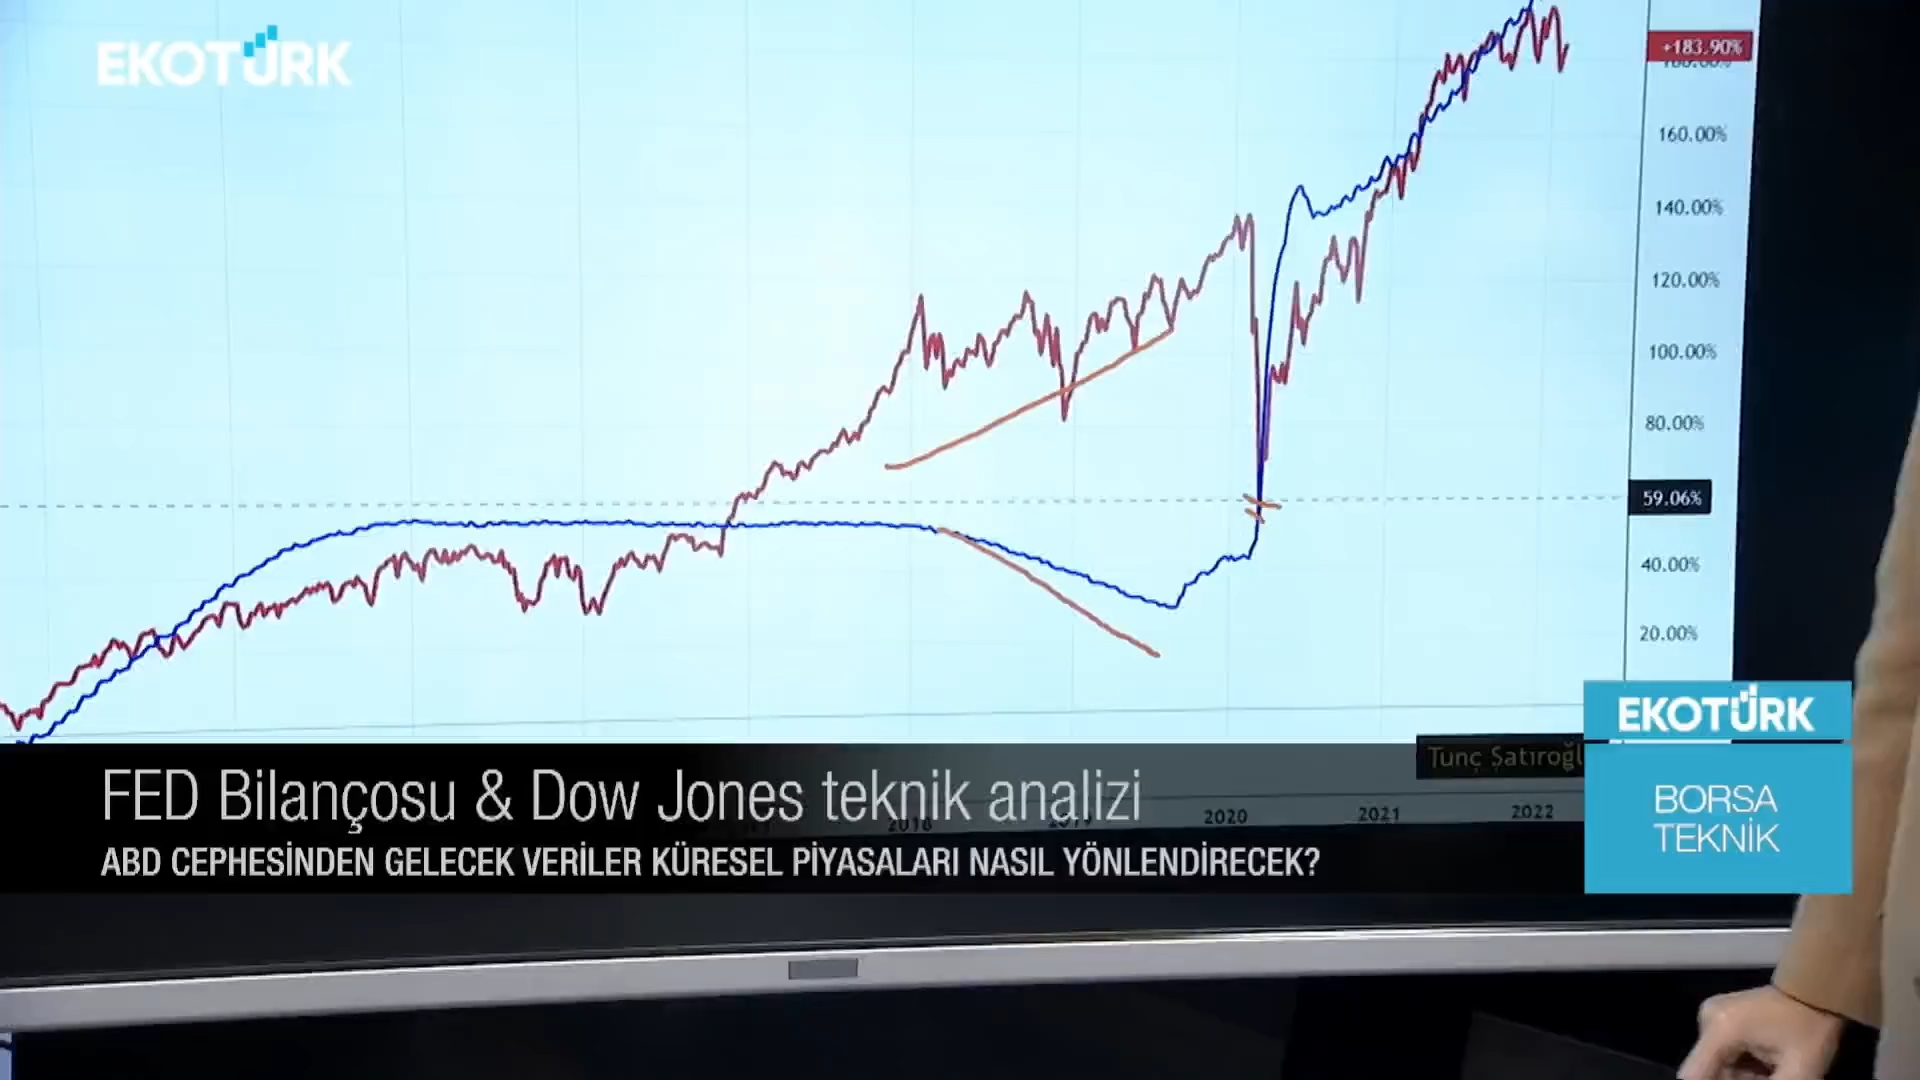 EKOTÜRK
+183.90%
160.00%
140.00%
120.00%
100.00%
80.00%
59.06%
40.00%
20.00%
EKOTÜRK
Tunç Şatıroğl
BORSA
TEKNİK
FED Bilançosu & Dow Jones teknik analizi
2018
2019
2020
2021
2022
ABD CEPHESİNDEN GELECEK VERİLER KÜRESEL PİYASALARI NASIL YÖNLENDİRECEK?